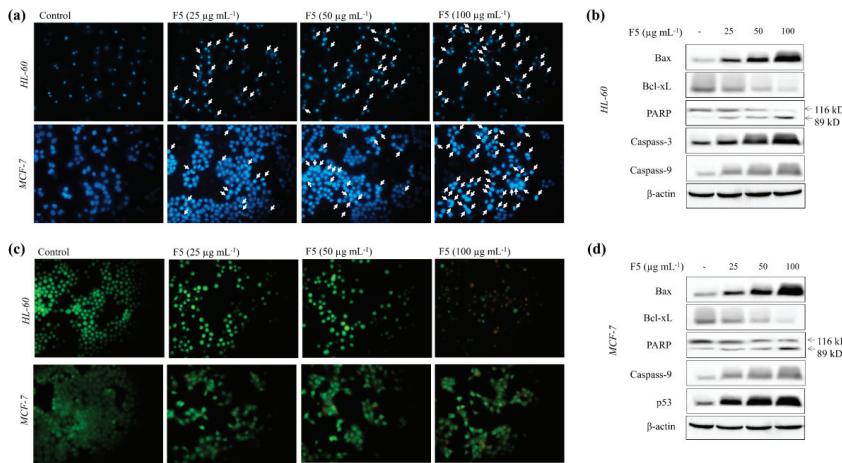 (a)
Control
F5 (25 µg mL-1)
F5 (50 µg mL-1)
F5 (100 µg mL-1)
HL-60
MCF-7
(b)
F5 (µg mL-1)
- 25 50 100
HL-60
Bax
Bcl-xL
PARP
116 kD
89 kD
Caspass-3
Caspass-9
β-actin
(c)
Control
F5 (25 µg mL-1)
F5 (50 µg mL-1)
F5 (100 µg mL-1)
HL-60
MCF-7
(d)
F5 (µg mL-1)
- 25 50 100
MCF-7
Bax
Bcl-xL
PARP
116 kD
89 kD
Caspass-9
p53
β-actin